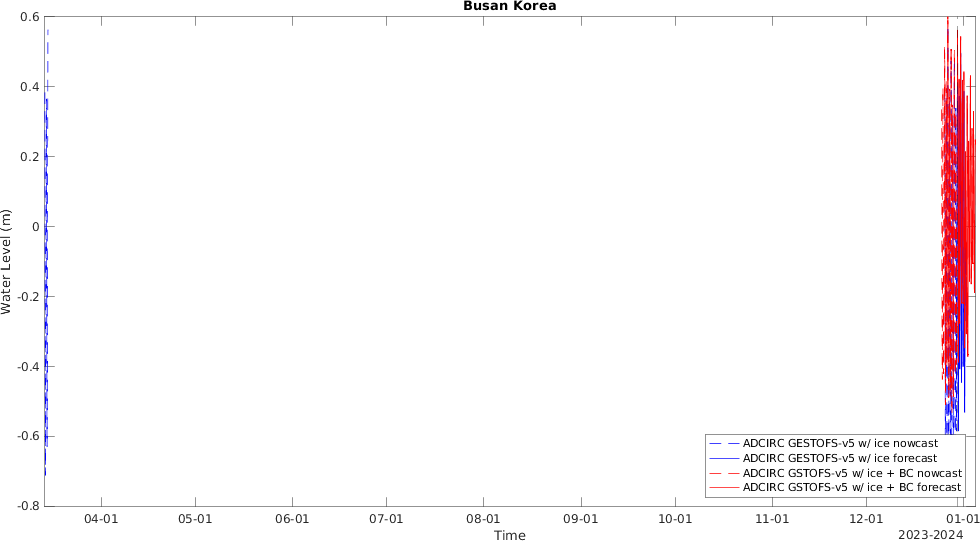 Busan Korea
0.6
0.4
0.2
0
-0.2
-0.4
-0.6
-0.8
Water Level (m)
04-01 05-01 06-01 07-01 08-01 09-01 10-01 11-01 12-01 01-01
Time
2023-2024
ADCIRC GESTOFS-v5 w/ ice nowcast
ADCIRC GESTOFS-v5 w/ ice forecast
ADCIRC GSTOFS-v5 w/ ice + BC nowcast
ADCIRC GSTOFS-v5 w/ ice + BC forecast